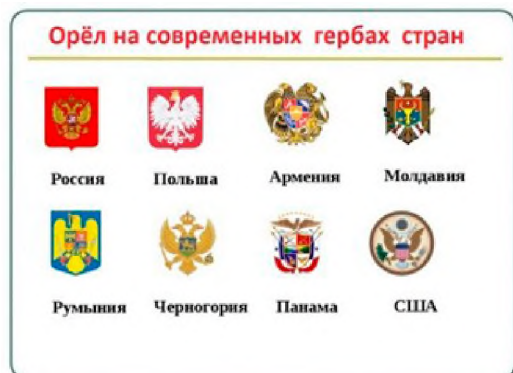 Орёл на современных гербах стран
Россия Польша Армения Молдавия
Румыния Черногория Панама США